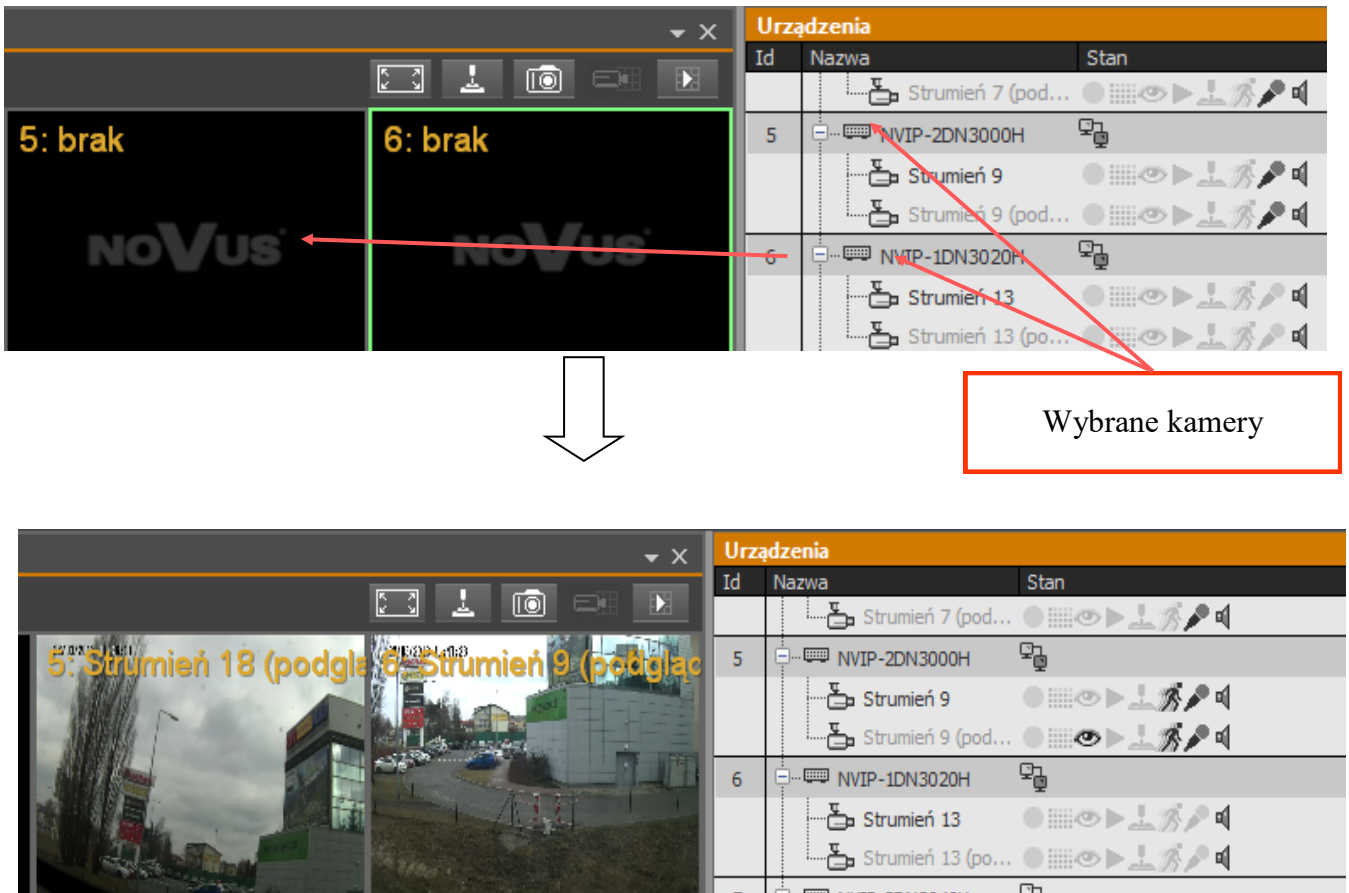 Urządzenia
Id Nazwa Stan
Strumień 7 (pod...
5: brak
6: brak
5 NVIP-2DN3000H
Strumień 9
Strumień 9 (pod...
NOVUS
NOVUS
6 NVIP-1DN3020H
Strumień 13
Strumień 13 (po...
Wybrane kamery
Urządzenia
Id Nazwa Stan
Strumień 7 (pod...
5: Strumień 18 (podglą
6: Strumień 9 (podgląd
5 NVIP-2DN3000H
Strumień 9
Strumień 9 (pod...
6 NVIP-1DN3020H
Strumień 13
Strumień 13 (po...